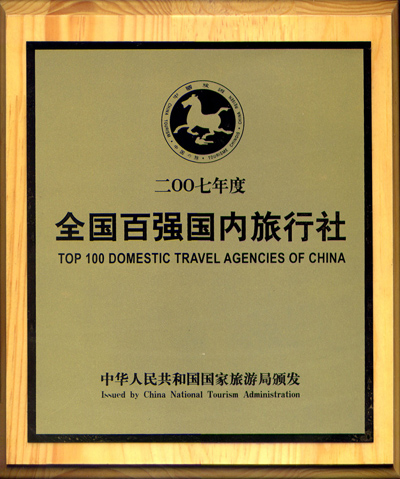 二〇〇七年度
全国百强国内旅行社
TOP 100 DOMESTIC TRAVEL AGENCIES OF CHINA
中华人民共和国国家旅游局颁发
Issued by China National Tourism Administration